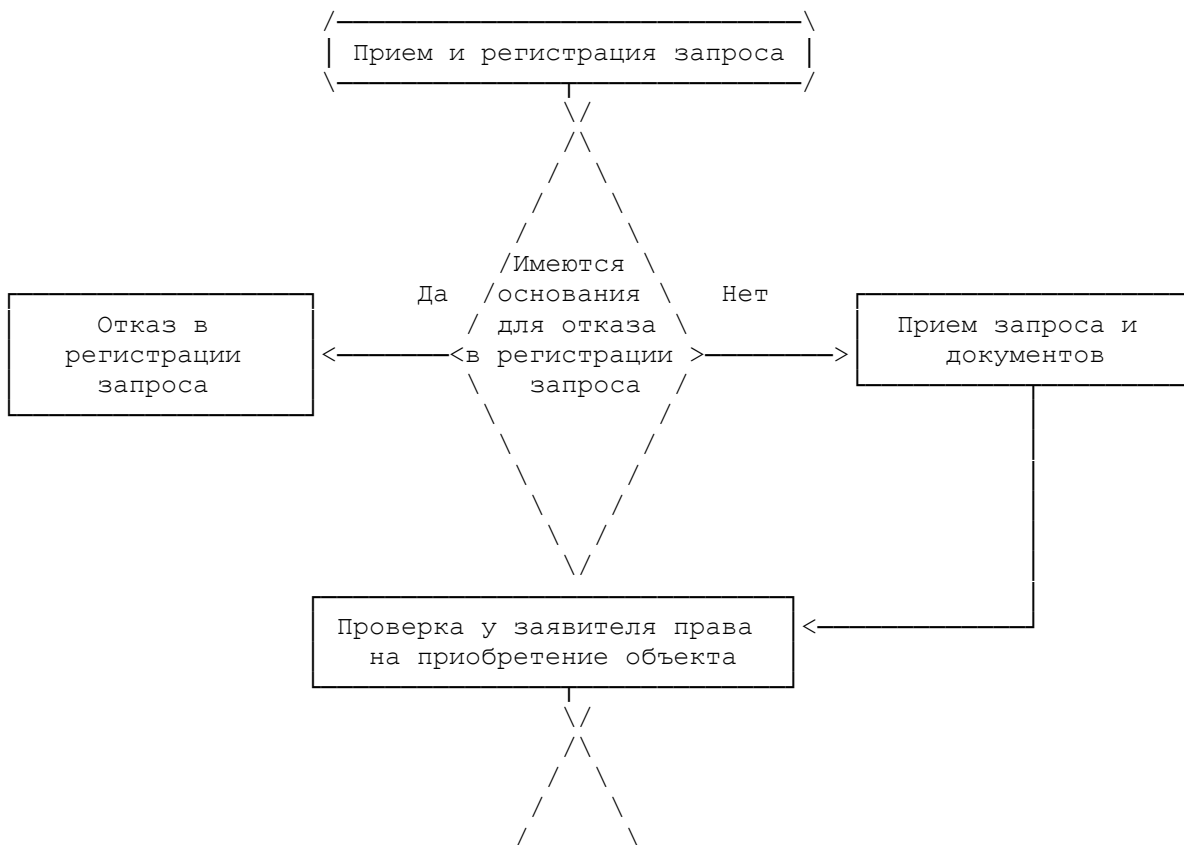 Прием и регистрация запроса
Имеются
Да основания Нет
Отказ в для отказа Прием запроса и
регистрации в регистрации документов
запроса запроса
Проверка у заявителя права
на приобретение объекта